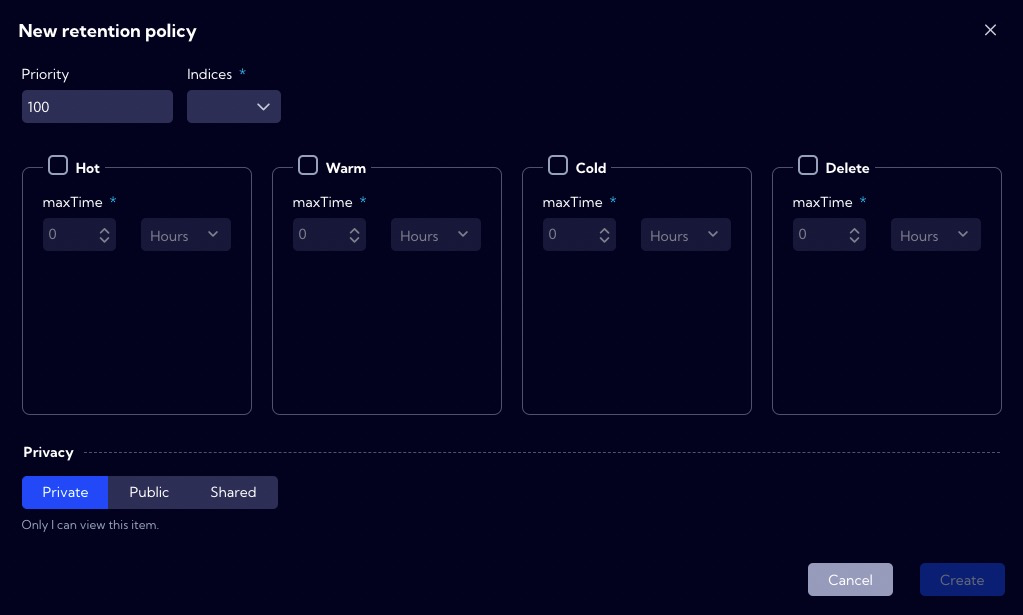 New retention policy
Priority Indices *
100
Hot Warm Cold Delete
maxTime * maxTime * maxTime * maxTime *
0 Hours 0 Hours 0 Hours 0 Hours
Privacy
Private Public Shared
Only I can view this item.
Cancel Create